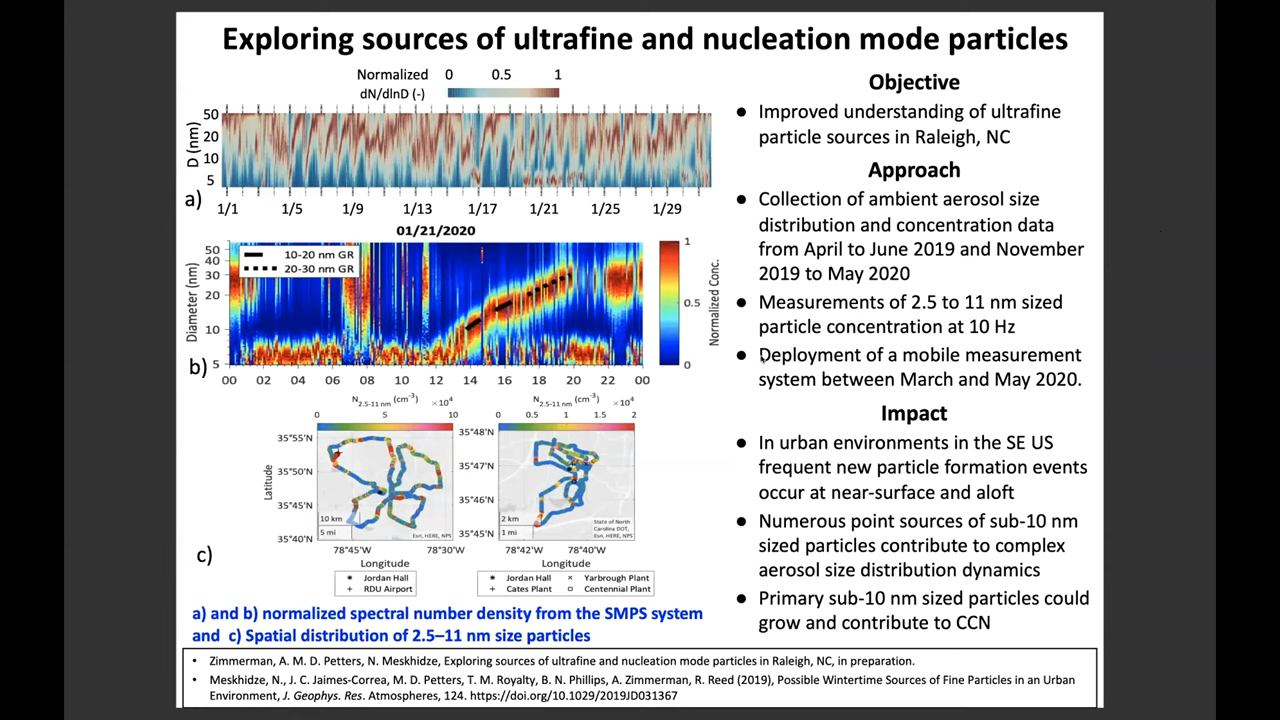 Exploring sources of ultrafine and nucleation mode particles
Normalized 0 0.5 1
dN/dlnD (-)
50
20
10
5
D (nm)
a)
1/1 1/5 1/9 1/13 1/17 1/21 1/25 1/29
01/21/2020
50
40
30
20
10
5
Diameter (nm)
10-20 nm GR
20-30 nm GR
1
0.5
0
Normalized Conc.
b)
00 02 04 06 08 10 12 14 16 18 20 22 00
N2.5-11 nm (cm-3) ×10^4
0 5 10
35°55'N
35°50'N
35°45'N
35°40'N
Latitude
10 km
5 mi
Esri, HERE, NPS
78°45'W 78°30'W
Longitude
Jordan Hall
RDU Airport
N2.5-11 nm (cm-3) ×10^4
0 0.5 1 1.5 2
35°48'N
35°47'N
35°46'N
35°45'N
2 km
1 mi
State of North
Carolina DOT,
Esri, HERE, NPS
78°42'W 78°40'W
Longitude
Jordan Hall × Yarbrough Plant
+ Cates Plant Centennial Plant
c)
a) and b) normalized spectral number density from the SMPS system
and c) Spatial distribution of 2.5–11 nm size particles
Objective
● Improved understanding of ultrafine
particle sources in Raleigh, NC
Approach
● Collection of ambient aerosol size
distribution and concentration data
from April to June 2019 and November
2019 to May 2020
● Measurements of 2.5 to 11 nm sized
particle concentration at 10 Hz
● Deployment of a mobile measurement
system between March and May 2020.
Impact
● In urban environments in the SE US
frequent new particle formation events
occur at near-surface and aloft
● Numerous point sources of sub-10 nm
sized particles contribute to complex
aerosol size distribution dynamics
● Primary sub-10 nm sized particles could
grow and contribute to CCN
• Zimmerman, A. M. D. Petters, N. Meskhidze, Exploring sources of ultrafine and nucleation mode particles in Raleigh, NC, in preparation.
• Meskhidze, N., J. C. Jaimes-Correa, M. D. Petters, T. M. Royalty, B. N. Phillips, A. Zimmerman, R. Reed (2019), Possible Wintertime Sources of Fine Particles in an Urban
Environment, J. Geophys. Res. Atmospheres, 124. https://doi.org/10.1029/2019JD031367